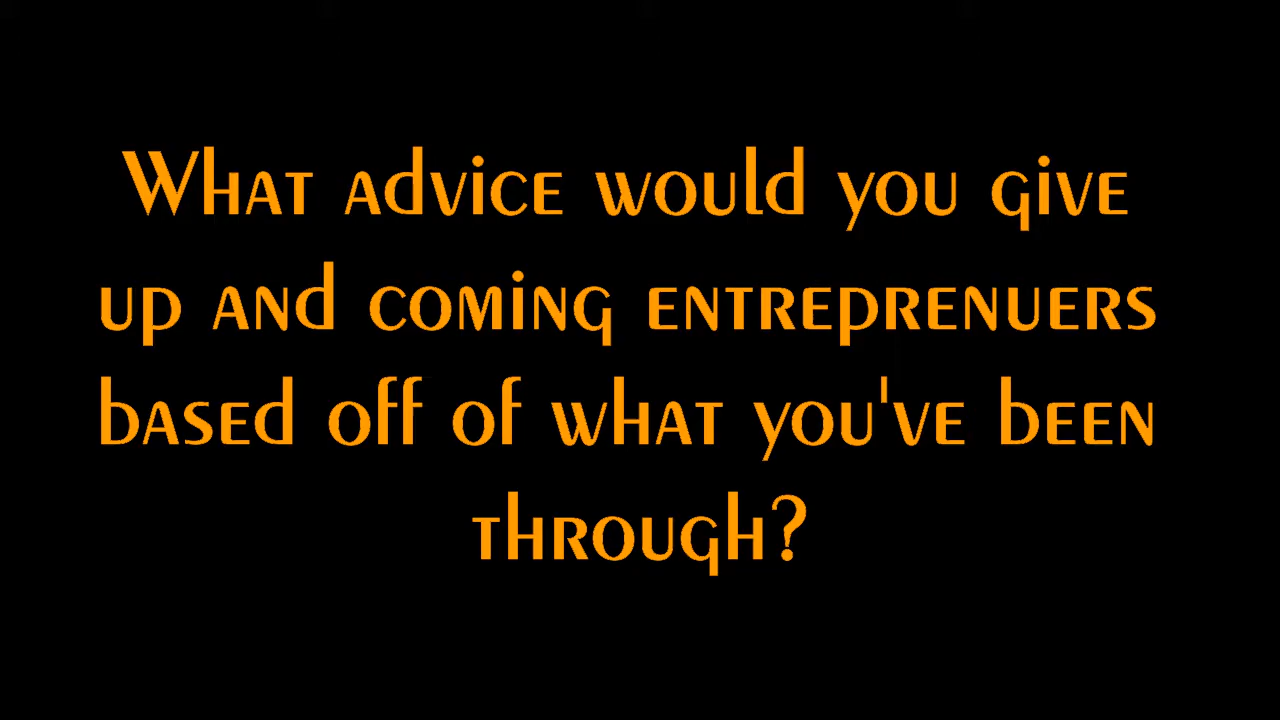 What advice would you give
up and coming entreprenuers
based off of what you've been
through?